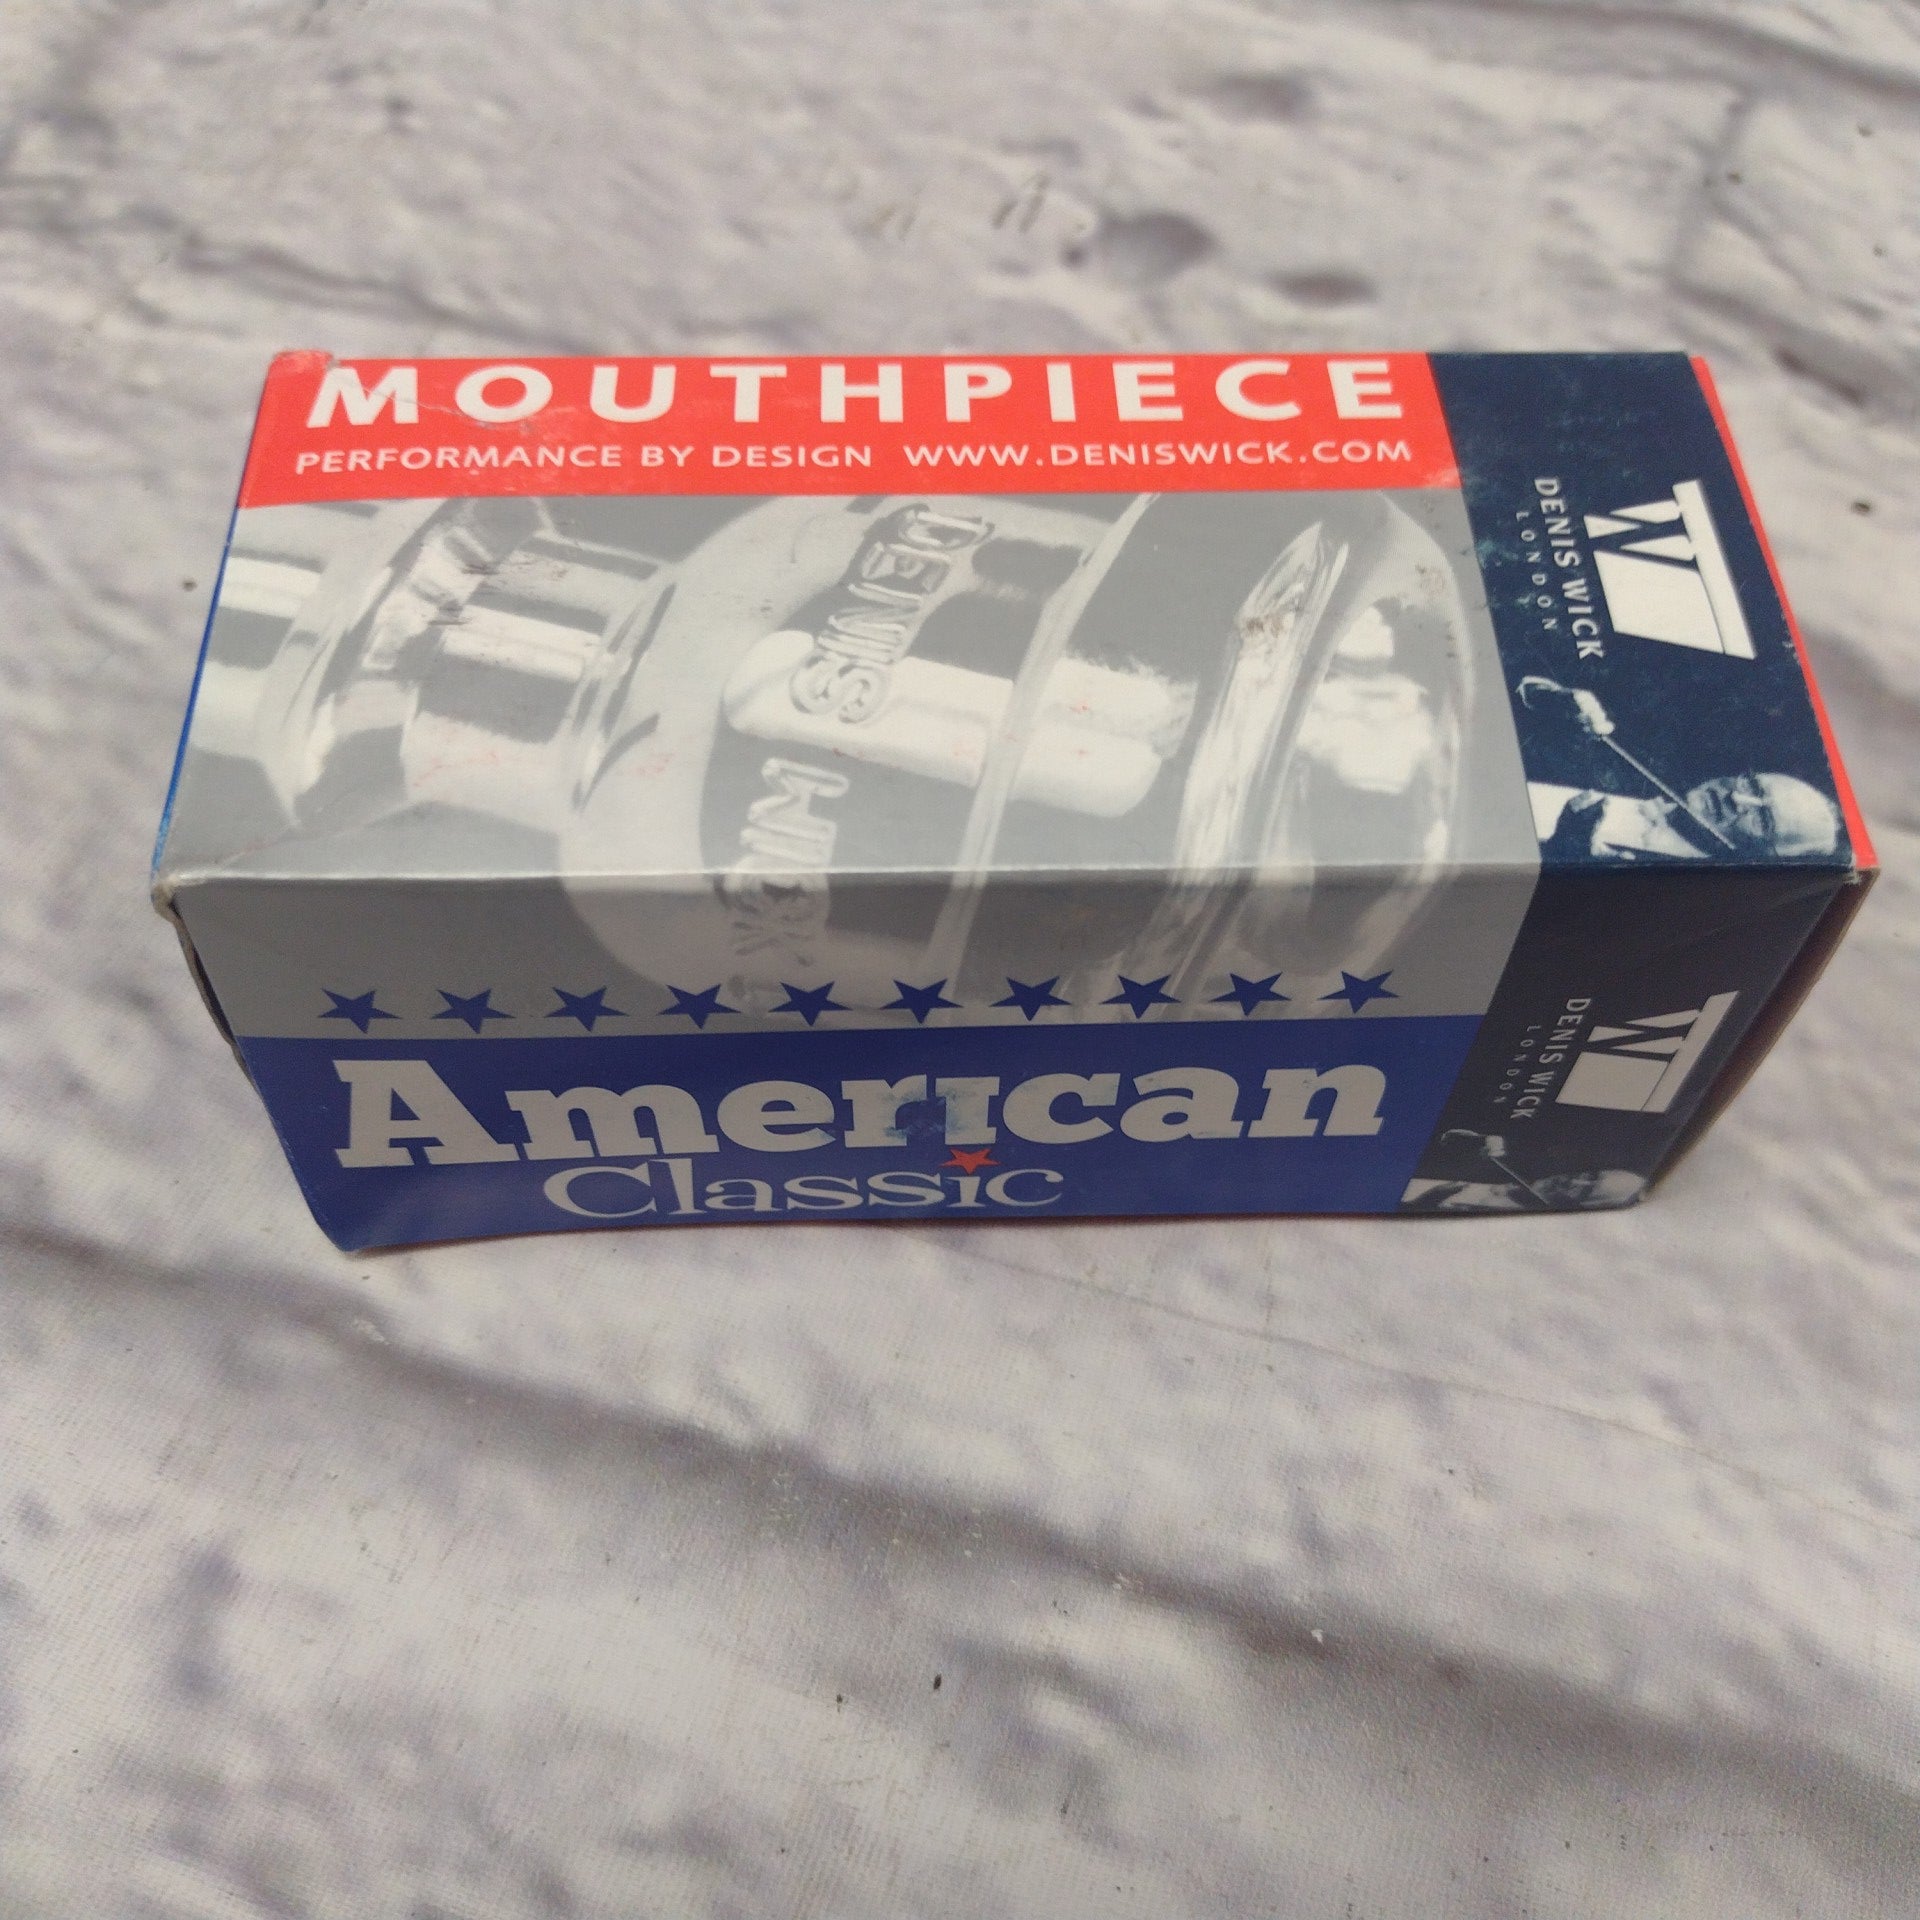 MOUTHPIECE
PERFORMANCE BY DESIGN WWW.DENISWICK.COM
DENIS WICK
W
DENIS WICK
LONDON
American
Classic
W
DENIS WICK
LONDON